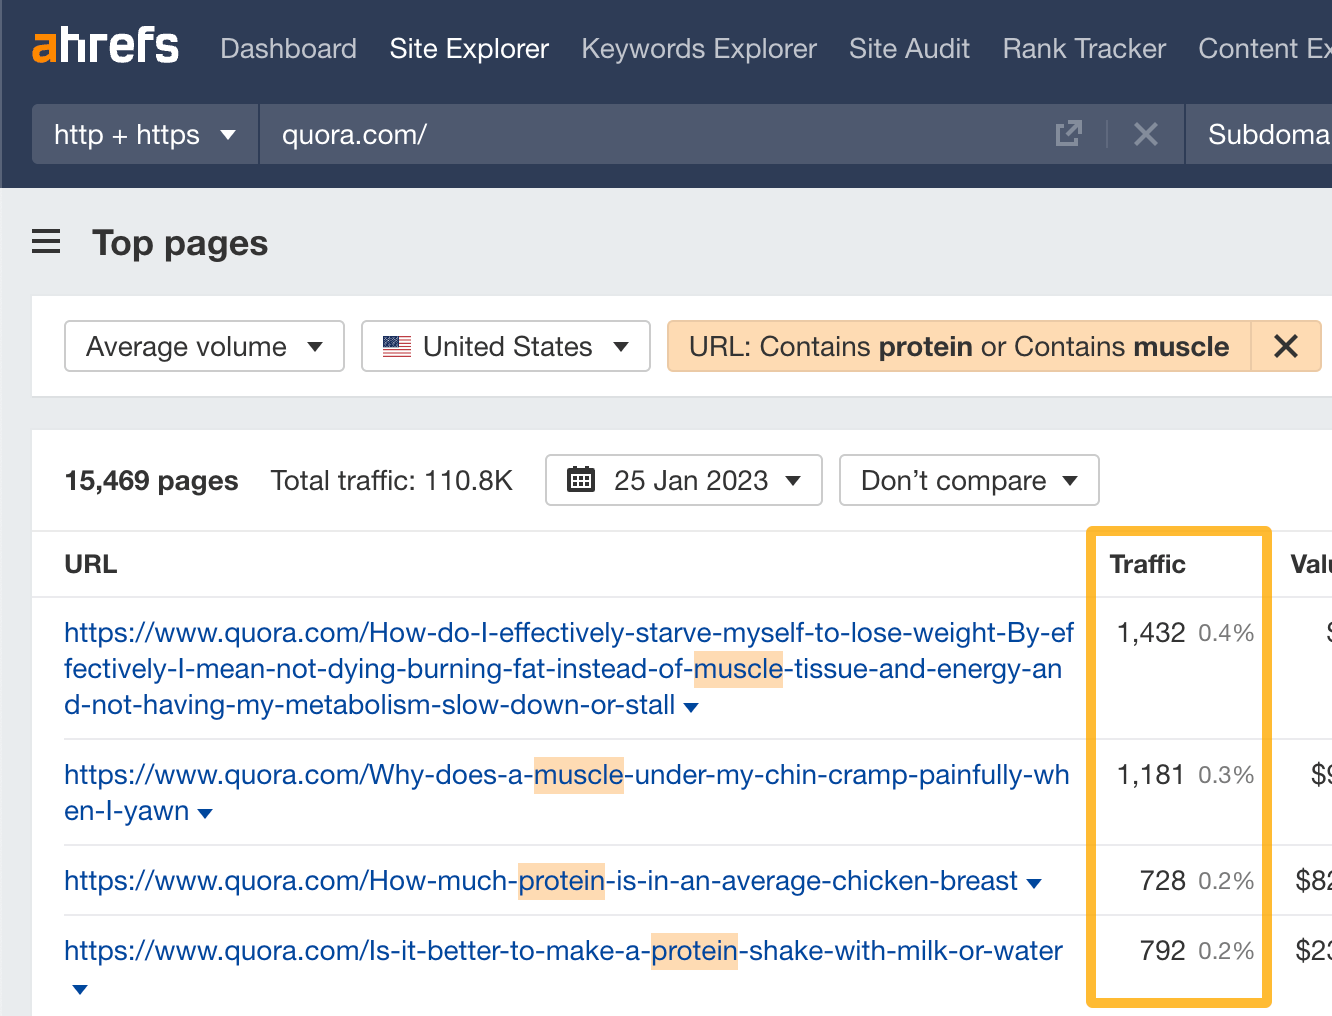 ahrefs Dashboard Site Explorer Keywords Explorer Site Audit Rank Tracker Content Ex
http + https quora.com/ Subdoma
Top pages
Average volume United States URL: Contains protein or Contains muscle
15,469 pages Total traffic: 110.8K 25 Jan 2023 Don’t compare
URL Traffic Valu
https://www.quora.com/How-do-I-effectively-starve-myself-to-lose-weight-By-ef 1,432 0.4% $
fectively-I-mean-not-dying-burning-fat-instead-of-muscle-tissue-and-energy-an
d-not-having-my-metabolism-slow-down-or-stall
https://www.quora.com/Why-does-a-muscle-under-my-chin-cramp-painfully-wh 1,181 0.3% $9
en-I-yawn
https://www.quora.com/How-much-protein-is-in-an-average-chicken-breast 728 0.2% $82
https://www.quora.com/Is-it-better-to-make-a-protein-shake-with-milk-or-water 792 0.2% $23